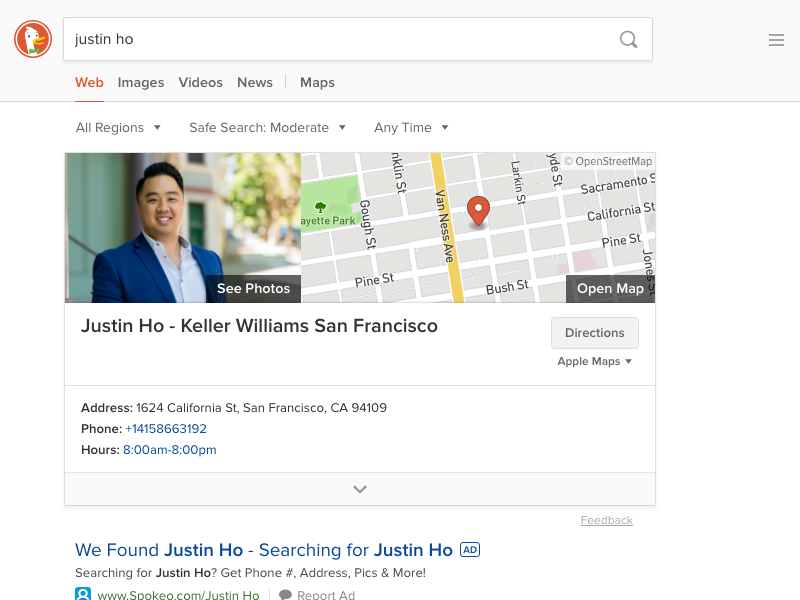 justin ho
Web Images Videos News Maps
All Regions Safe Search: Moderate Any Time
© OpenStreetMap
nklin St
Larkin St
yde St
Sacramento S
California St
Gough St
Van Ness Ave
ayette Park
Pine St
Jones St
Pine St
Bush St
See Photos
Open Map
Justin Ho - Keller Williams San Francisco
Directions
Apple Maps
Address: 1624 California St, San Francisco, CA 94109
Phone: +14158663192
Hours: 8:00am-8:00pm
Feedback
We Found Justin Ho - Searching for Justin Ho AD
Searching for Justin Ho? Get Phone #, Address, Pics & More!
www.Spokeo.com/Justin Ho Report Ad